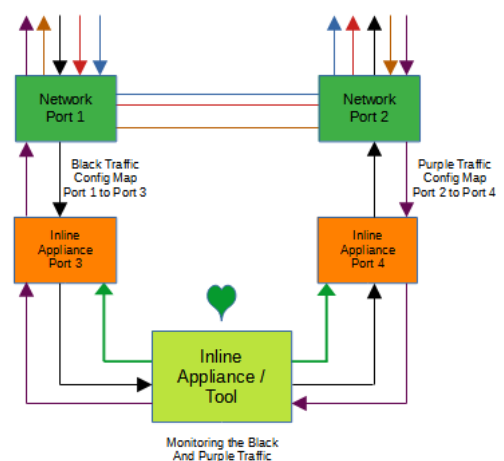 Network
Port 1
Network
Port 2
Black Traffic
Config Map
Port 1 to Port 3
Purple Traffic
Config Map
Port 2 to Port 4
Inline
Appliance
Port 3
Inline
Appliance
Port 4
Inline
Appliance /
Tool
Monitoring the Black
And Purple Traffic